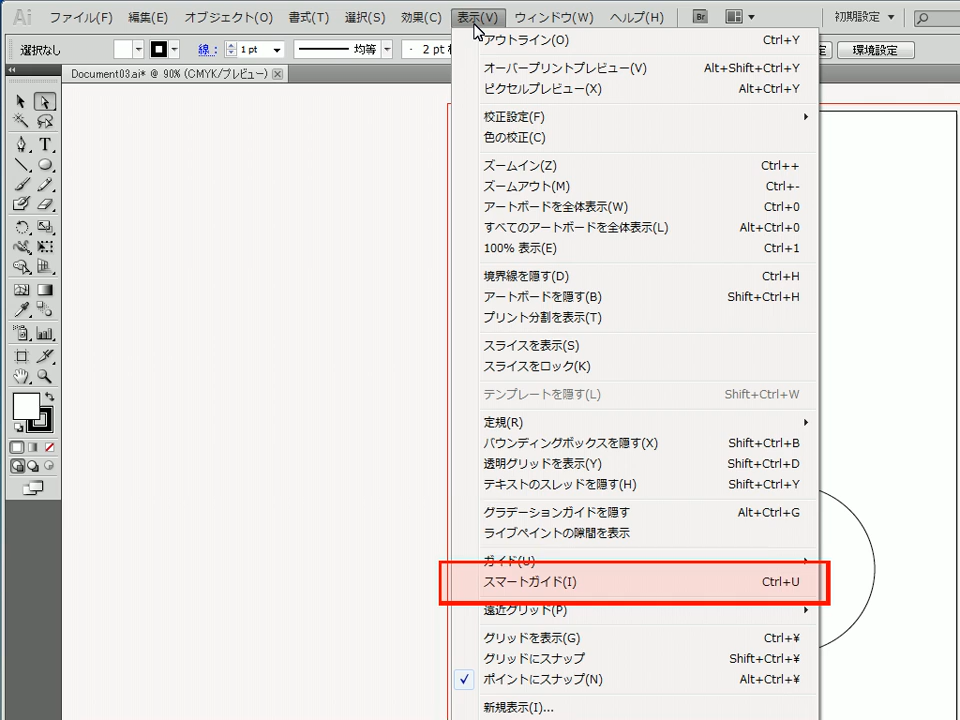 Ai ファイル(F) 編集(E) オブジェクト(O) 書式(T) 選択(S) 効果(C) 表示(V) ウィンドウ(W) ヘルプ(H) Br 初期設定
選択なし 線: 1 pt 均等 2 pt 環境設定
Document03.ai* @ 90% (CMYK/プレビュー)
アウトライン(O) Ctrl+Y
オーバープリントプレビュー(V) Alt+Shift+Ctrl+Y
ピクセルプレビュー(X) Alt+Ctrl+Y
校正設定(F)
色の校正(C)
ズームイン(Z) Ctrl++
ズームアウト(M) Ctrl+-
アートボードを全体表示(W) Ctrl+0
すべてのアートボードを全体表示(L) Alt+Ctrl+0
100% 表示(E) Ctrl+1
境界線を隠す(D) Ctrl+H
アートボードを隠す(B) Shift+Ctrl+H
プリント分割を表示(T)
スライスを表示(S)
スライスをロック(K)
テンプレートを隠す(L) Shift+Ctrl+W
定規(R)
バウンディングボックスを隠す(X) Shift+Ctrl+B
透明グリッドを表示(Y) Shift+Ctrl+D
テキストのスレッドを隠す(H) Shift+Ctrl+Y
グラデーションガイドを隠す Alt+Ctrl+G
ライブペイントの隙間を表示
ガイド(U)
スマートガイド(I) Ctrl+U
遠近グリッド(P)
グリッドを表示(G) Ctrl+¥
グリッドにスナップ Shift+Ctrl+¥
ポイントにスナップ(N) Alt+Ctrl+¥
新規表示(I)...